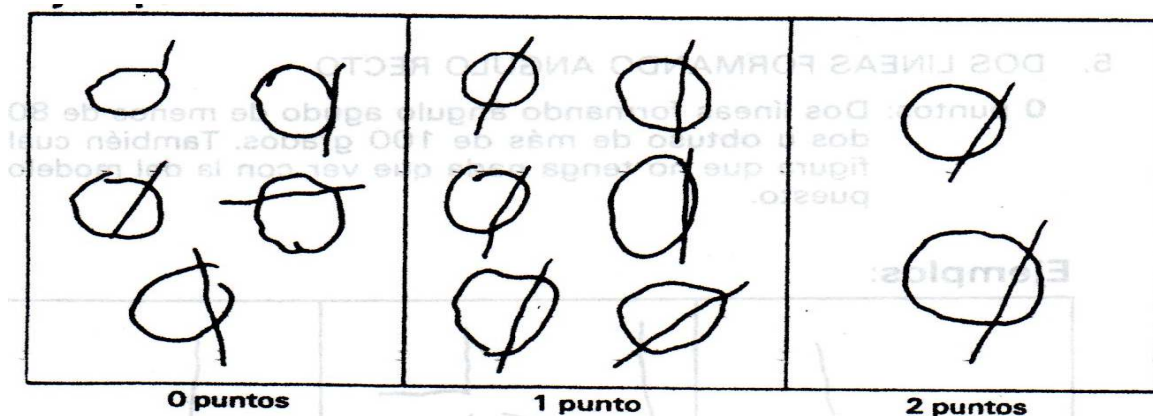 5. DOS LINEAS FORMANDO ANGULO RECTO
0 puntos: Dos líneas formando ángulo agudo de menos de 80
dos u obtuso de más de 100 grados. También cual
figura que no tenga nada que ver con la del modelo
puesto.
Ejemplos:
0 puntos
1 punto
2 puntos